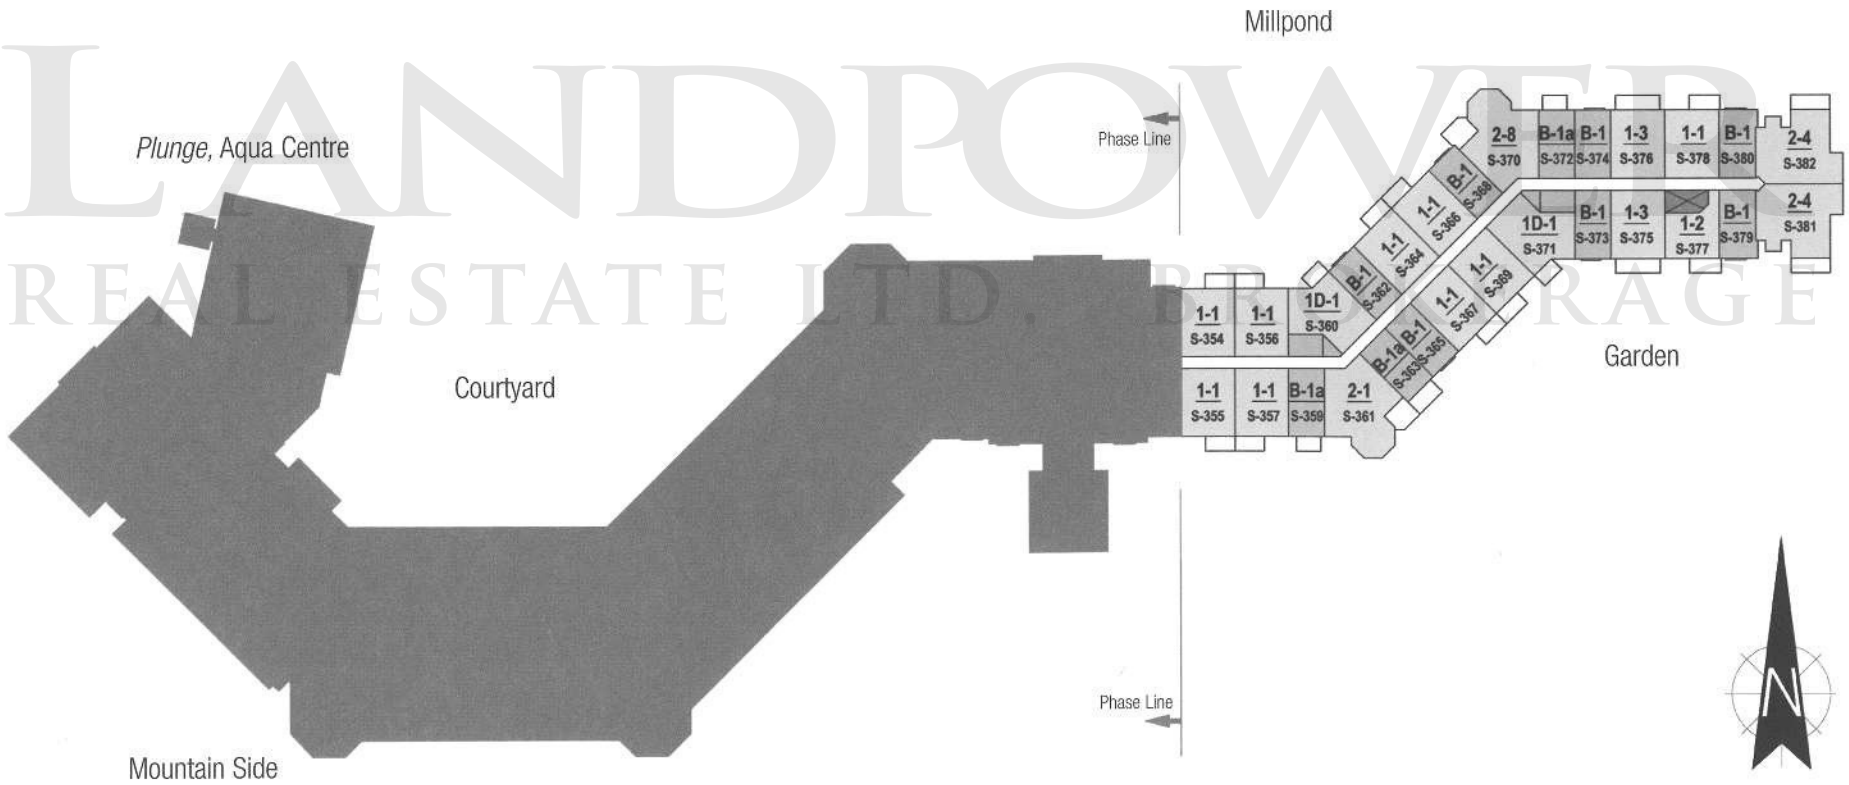 Millpond
LANDPOWER
REAL ESTATE LTD, BROKERAGE
Plunge, Aqua Centre
Phase Line
Courtyard
Garden
2-8
S-370
B-1a
S-372
B-1
S-374
1-3
S-376
1-1
S-378
B-1
S-380
2-4
S-382
B-1
S-368
1-1
S-366
1-1
S-364
B-1
S-362
1D-1
S-360
1-1
S-356
1-1
S-354
1D-1
S-371
B-1
S-373
1-3
S-375
1-2
S-377
B-1
S-379
2-4
S-381
1-1
S-369
1-1
S-367
B-1
S-365
B-1a
S-363
2-1
S-361
B-1a
S-359
1-1
S-357
1-1
S-355
Phase Line
Mountain Side
N